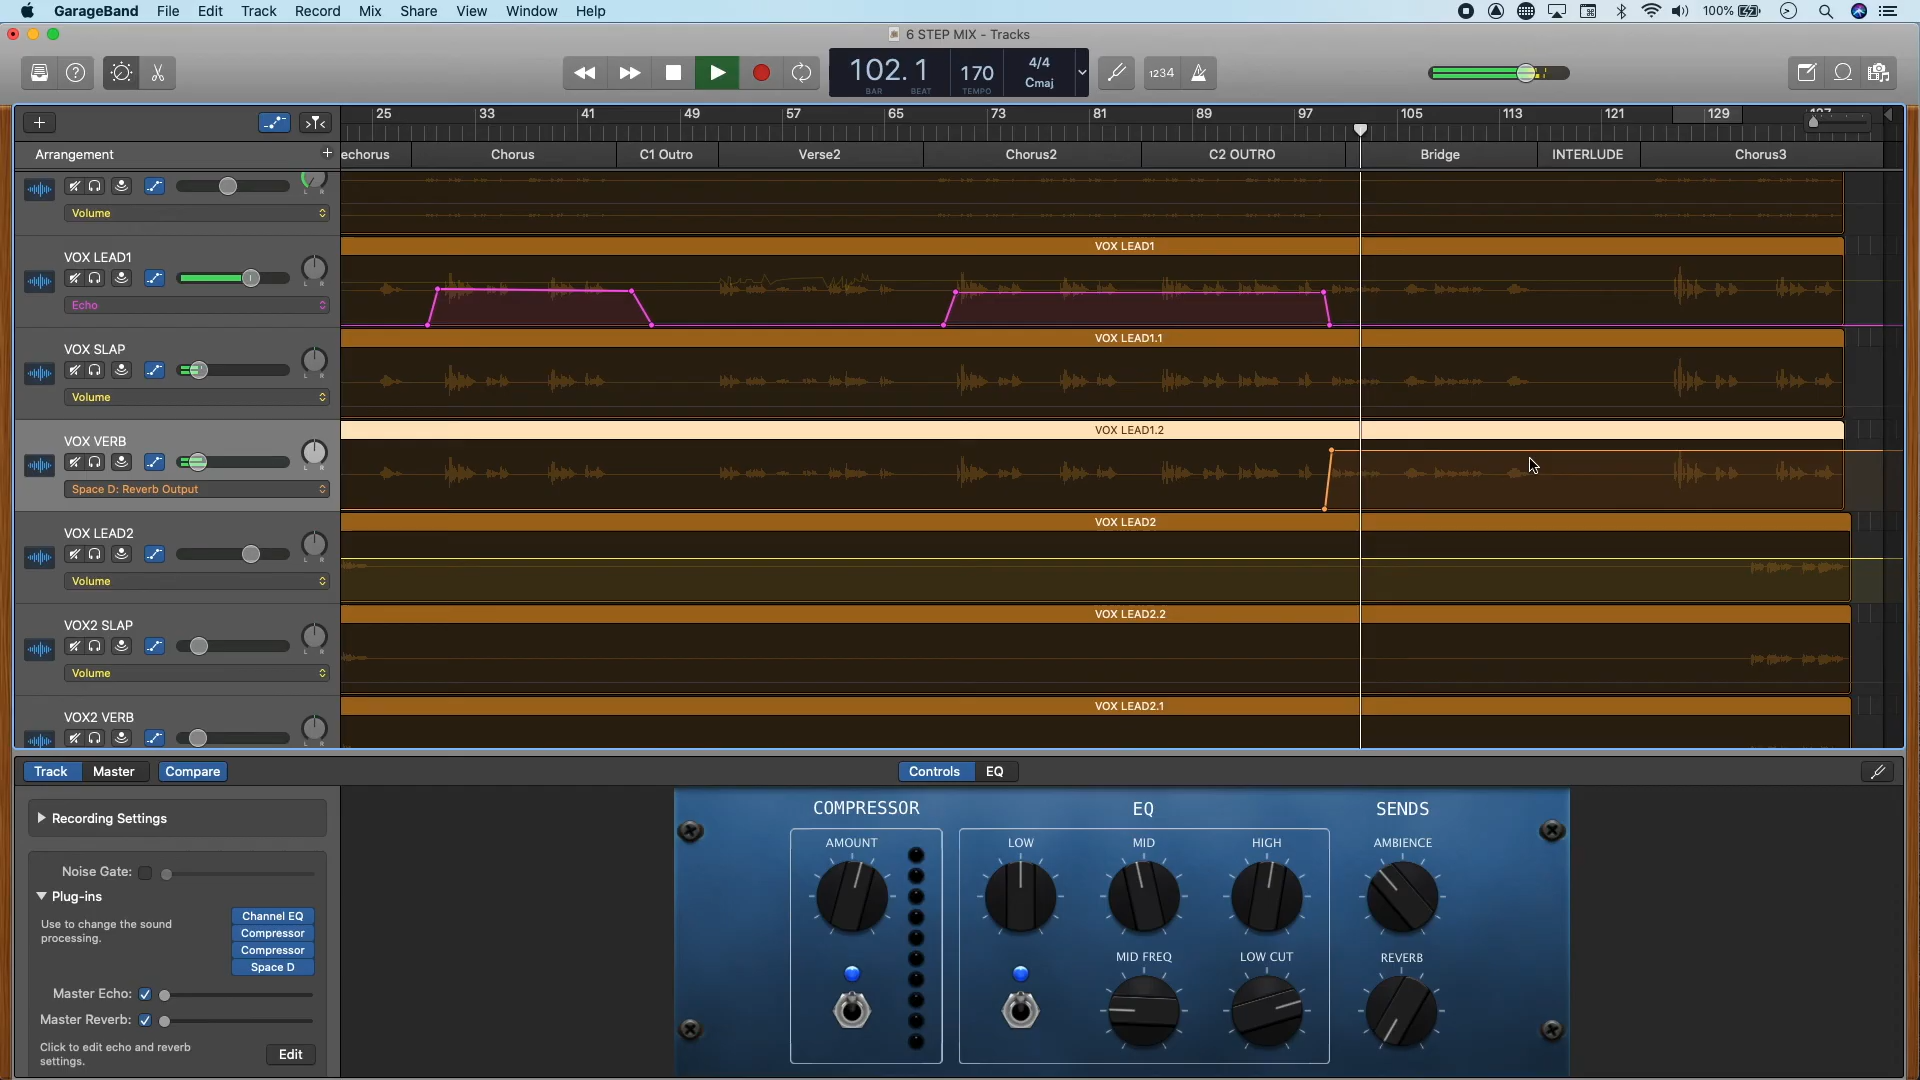 GarageBand File Edit Track Record Mix Share View Window Help
100%
6 STEP MIX - Tracks
102. 1
BAR BEAT
170
TEMPO
4/4
Cmaj
1234
25 33 41 49 57 65 73 81 89 97 105 113 121 129
Arrangement
echorus Chorus C1 Outro Verse2 Chorus2 C2 OUTRO Bridge INTERLUDE Chorus3
L R
Volume
VOX LEAD1
VOX LEAD1
L R
Echo
VOX LEAD1.1
VOX SLAP
L R
Volume
VOX LEAD1.2
VOX VERB
L R
Space D: Reverb Output
VOX LEAD2
VOX LEAD2
L R
Volume
VOX LEAD2.2
VOX2 SLAP
L R
Volume
VOX LEAD2.1
VOX2 VERB
L R
Track Master Compare Controls EQ
Recording Settings
Noise Gate:
Plug-ins
Use to change the sound
processing.
Channel EQ
Compressor
Compressor
Space D
Master Echo:
Master Reverb:
Click to edit echo and reverb
settings.
Edit
COMPRESSOR EQ SENDS
AMOUNT LOW MID HIGH AMBIENCE
MID FREQ LOW CUT REVERB